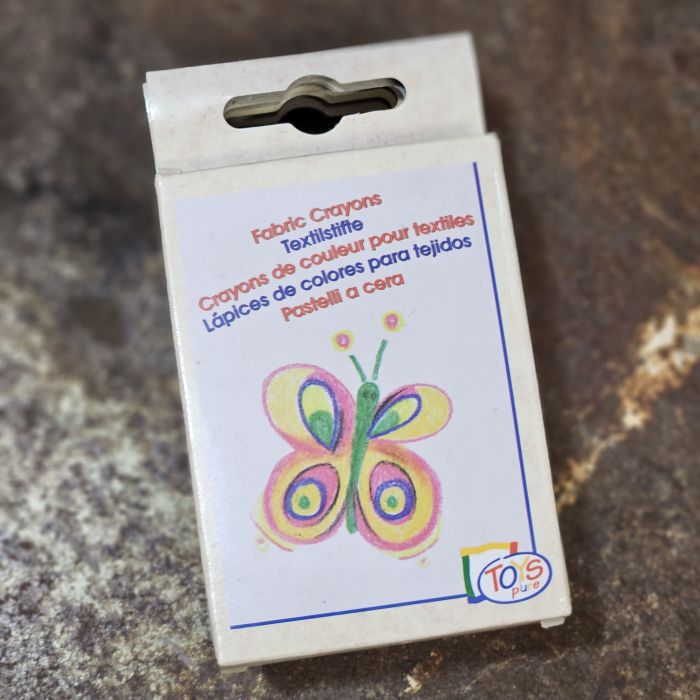 Fabric Crayons
Textilstifte
Crayons de couleur pour textiles
Lápices de colores para tejidos
Pastelli a cera
TOYS
pure